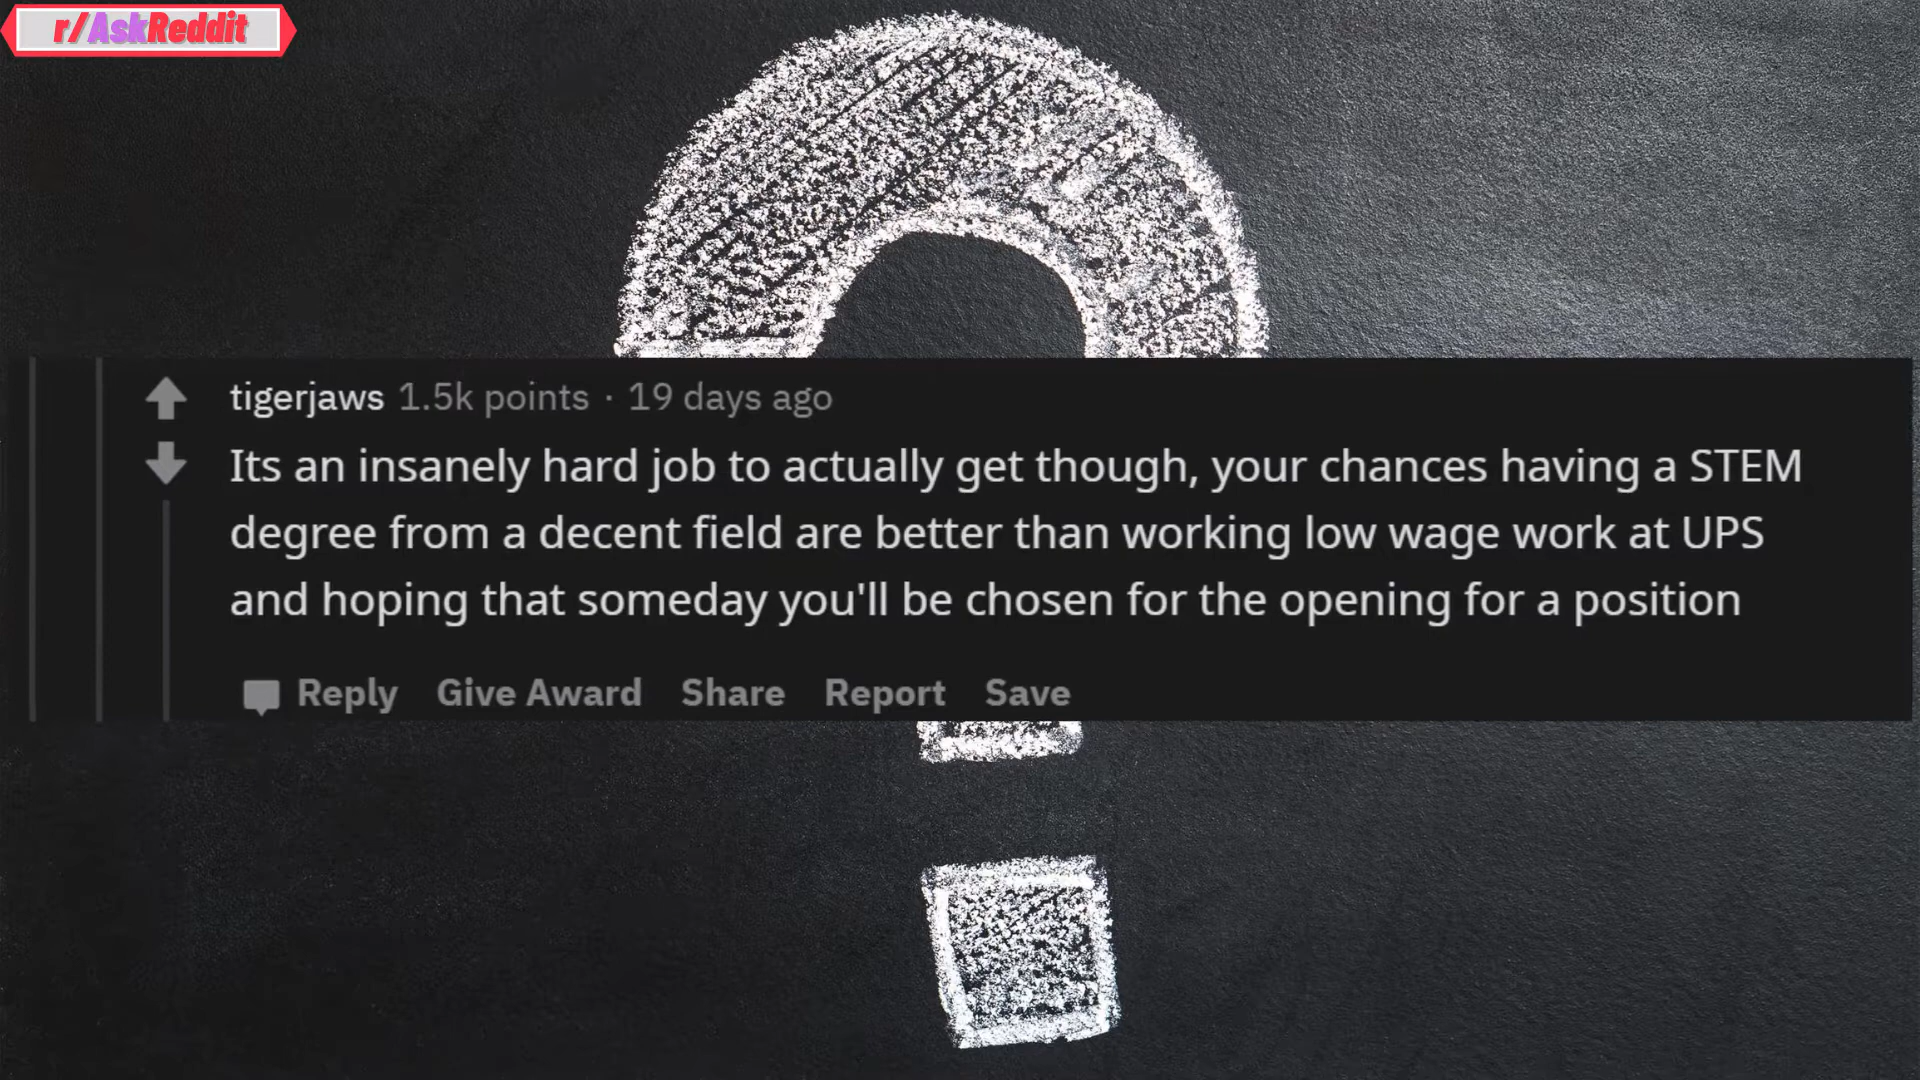 r/AskReddit
tigerjaws 1.5k points · 19 days ago
Its an insanely hard job to actually get though, your chances having a STEM
degree from a decent field are better than working low wage work at UPS
and hoping that someday you'll be chosen for the opening for a position
Reply Give Award Share Report Save